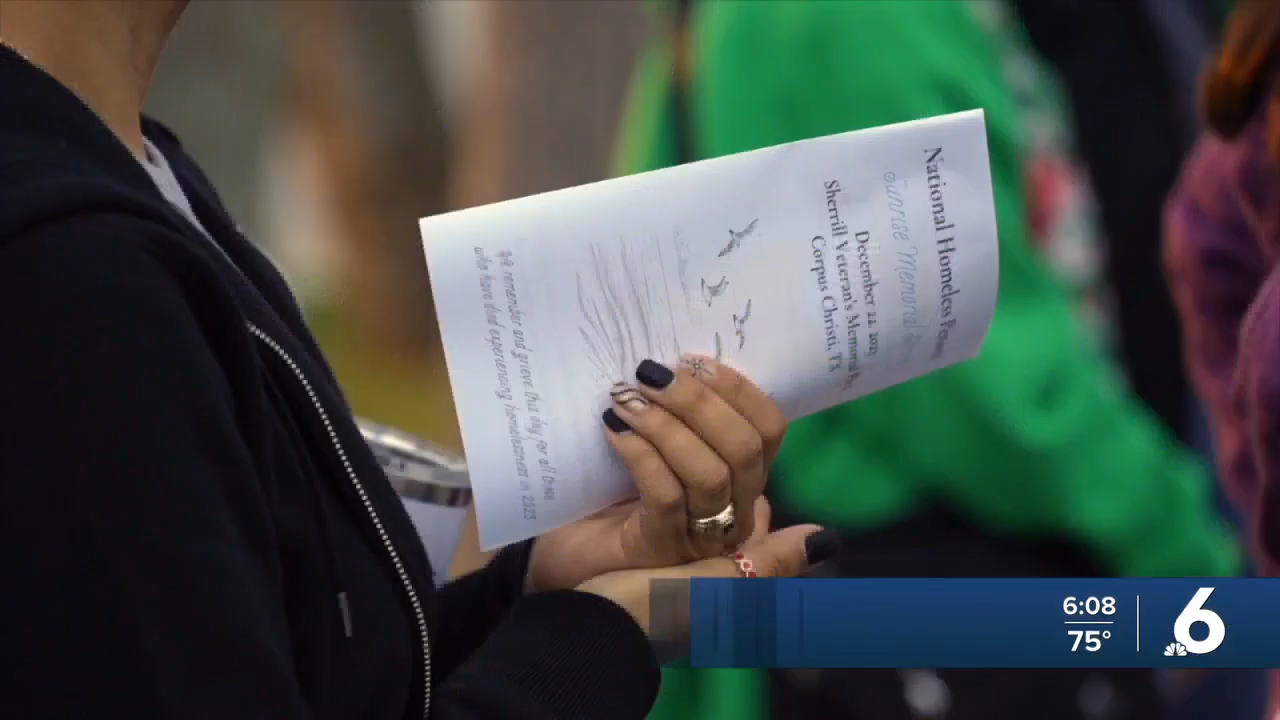 National Homeless
Sunrise Memorial
December 22, 2023
Sherrill Veteran's Memorial
Corpus Christi, TX
We remember and grieve this day for all those
who have died experiencing homelessness in 2023
6:08
75°
6